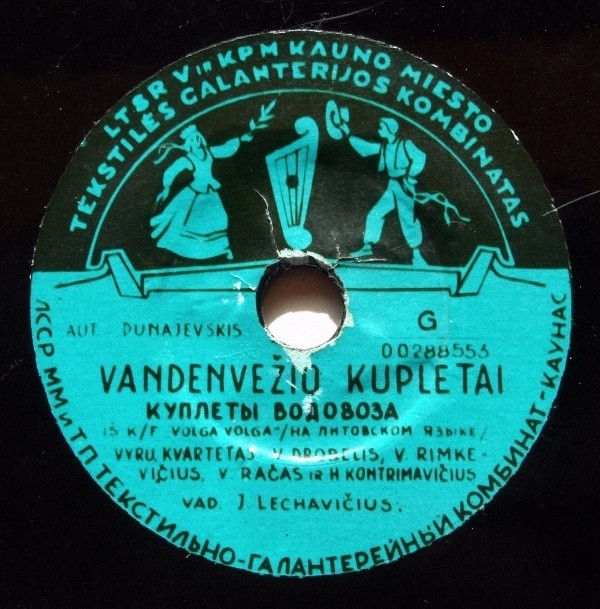 LTSR V IR KPM KAUNO MIESTO
TEKSTILĖS GALANTERIJOS KOMBINATAS
AUT. DUNAJEVSKIS
G
00288553
VANDENVEŽIO KUPLETAI
КУПЛЕТЫ ВОДОВОЗА
IŠ K/F VOLGA VOLGA"/НА ЛИТОВСКОМ ЯЗЫКЕ/
VYRŲ KVARTETAS: V. DROBELIS, V. RIMKE-
VIČIUS, V. RAČAS IR H KONTRIMAVIČIUS
VAD. J. LECHAVIČIUS.
ЛССР ММ и ТП ТЕКСТИЛЬНО-ГАЛАНТЕРЕЙНЫЙ КОМБИНАТ-КАУНАС